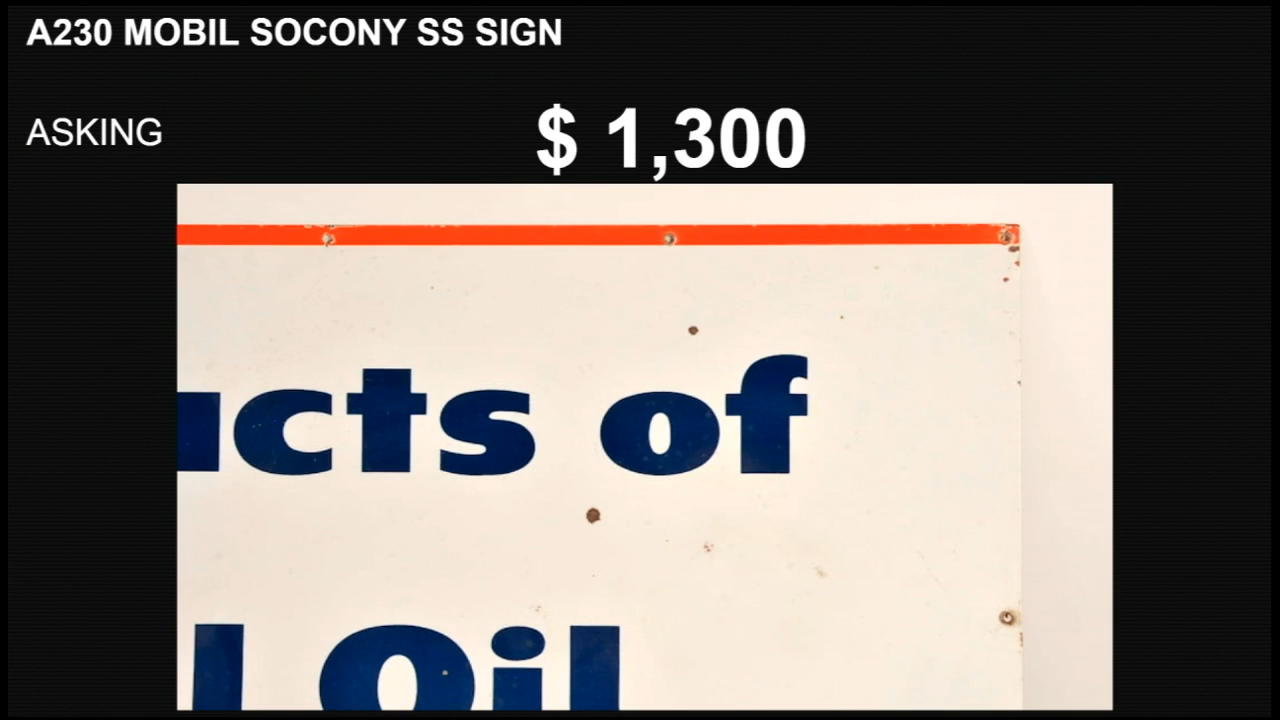 A230 MOBIL SOCONY SS SIGN
ASKING
$ 1,300
ucts of
l Oil